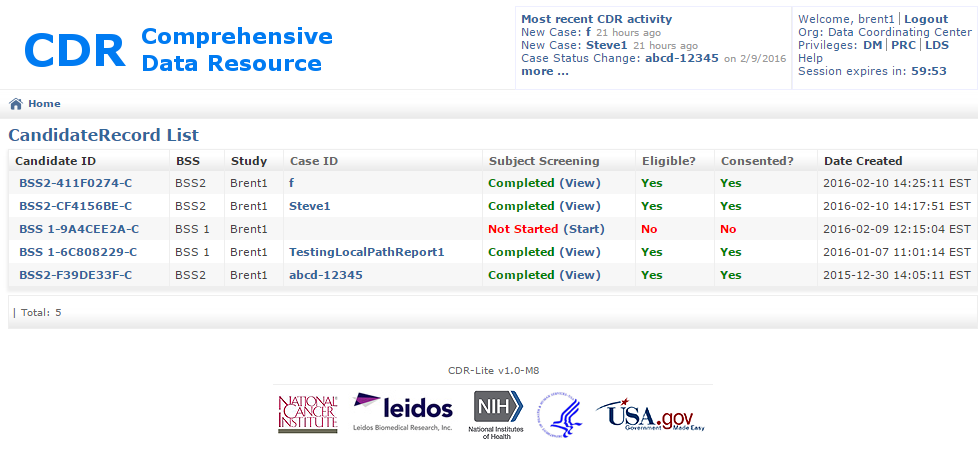 CDR Comprehensive
Data Resource
Most recent CDR activity
New Case: f 21 hours ago
New Case: Steve1 21 hours ago
Case Status Change: abcd-12345 on 2/9/2016
more ...
Welcome, brent1 | Logout
Org: Data Coordinating Center
Privileges: DM | PRC | LDS
Help
Session expires in: 59:53
Home
CandidateRecord List
Candidate ID BSS Study Case ID Subject Screening Eligible? Consented? Date Created
BSS2-411F0274-C BSS2 Brent1 f Completed (View) Yes Yes 2016-02-10 14:25:11 EST
BSS2-CF4156BE-C BSS2 Brent1 Steve1 Completed (View) Yes Yes 2016-02-10 14:17:51 EST
BSS 1-9A4CEE2A-C BSS 1 Brent1 Not Started (Start) No No 2016-02-09 12:15:04 EST
BSS 1-6C808229-C BSS 1 Brent1 TestingLocalPathReport1 Completed (View) Yes Yes 2016-01-07 11:01:14 EST
BSS2-F39DE33F-C BSS2 Brent1 abcd-12345 Completed (View) Yes Yes 2015-12-30 14:05:11 EST
| Total: 5
CDR-Lite v1.0-M8
NATIONAL
CANCER
INSTITUTE
leidos
Leidos Biomedical Research, Inc.
NIH
National Institutes
of Health
USA.gov
Government Made Easy